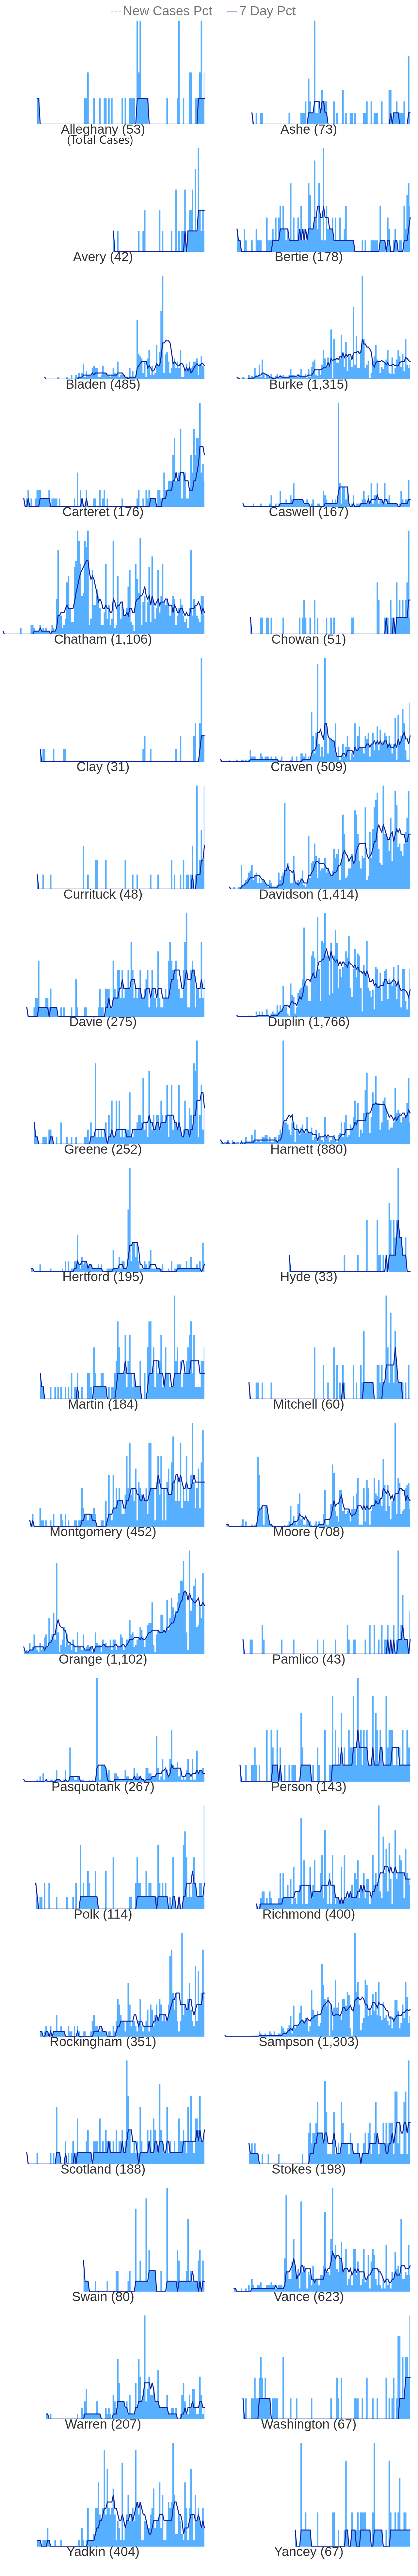 New Cases Pct 7 Day Pct
Alleghany (53) Ashe (73)
(Total Cases)
Avery (42) Bertie (178)
Bladen (485) Burke (1,315)
Carteret (176) Caswell (167)
Chatham (1,106) Chowan (51)
Clay (31) Craven (509)
Currituck (48) Davidson (1,414)
Davie (275) Duplin (1,766)
Greene (252) Harnett (880)
Hertford (195) Hyde (33)
Martin (184) Mitchell (60)
Montgomery (452) Moore (708)
Orange (1,102) Pamlico (43)
Pasquotank (267) Person (143)
Polk (114) Richmond (400)
Rockingham (351) Sampson (1,303)
Scotland (188) Stokes (198)
Swain (80) Vance (623)
Warren (207) Washington (67)
Yadkin (404) Yancey (67)